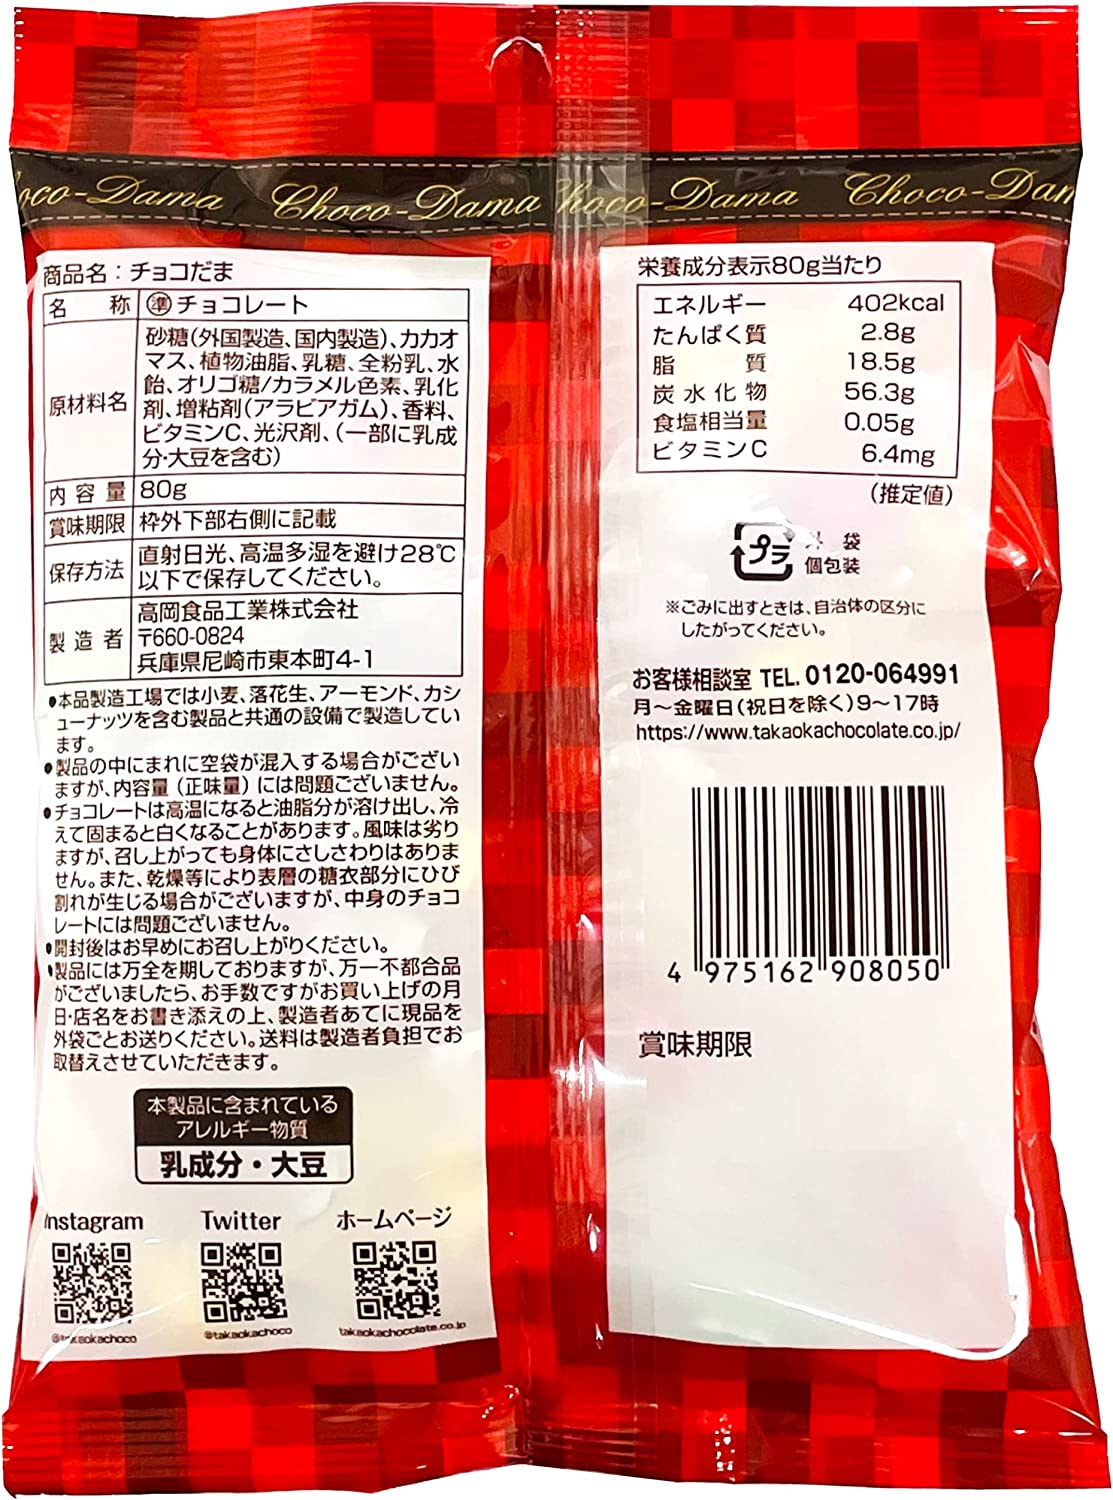 hoco-Dama Choco-Dama hoco-Dama Choco-Dam
商品名：チョコだま
名称 準 チョコレート
原材料名
砂糖(外国製造、国内製造)、カカオ
マス、植物油脂、乳糖、全粉乳、水
飴、オリゴ糖/カラメル色素、乳化
剤、増粘剤(アラビアガム)、香料、
ビタミンC、光沢剤、(一部に乳成
分・大豆を含む)
内容量 80g
賞味期限 枠外下部右側に記載
保存方法
直射日光、高温多湿を避け28℃
以下で保存してください。
製造者
高岡食品工業株式会社
〒660-0824
兵庫県尼崎市東本町4-1
●本品製造工場では小麦、落花生、アーモンド、カシ
ューナッツを含む製品と共通の設備で製造してい
ます。
●製品の中にまれに空袋が混入する場合がござい
ますが、内容量（正味量）には問題ございません。
●チョコレートは高温になると油脂分が溶け出し、冷
えて固まると白くなることがあります。風味は劣り
ますが、召し上がっても身体にさしさわりはありま
せん。また、乾燥等により表層の糖衣部分にひび
割れが生じる場合がございますが、中身のチョコ
レートには問題ございません。
●開封後はお早めにお召し上がりください。
●製品には万全を期しておりますが、万一不都合品
がございましたら、お手数ですがお買い上げの月
日・店名をお書き添えの上、製造者あてに現品を
外袋ごとお送りください。送料は製造者負担でお
取替えさせていただきます。
本製品に含まれている
アレルギー物質
乳成分・大豆
Instagram Twitter ホームページ
@takaokachoco @takaokachoco takaokachocolate.co.jp
栄養成分表示80g当たり
エネルギー 402kcal
たんぱく質 2.8g
脂質 18.5g
炭水化物 56.3g
食塩相当量 0.05g
ビタミンC 6.4mg
（推定値）
プラ 外袋
個包装
※ごみに出すときは、自治体の区分に
したがってください。
お客様相談室 TEL. 0120-064991
月～金曜日(祝日を除く)9～17時
https://www.takaokachocolate.co.jp/
4 975162 908050
賞味期限